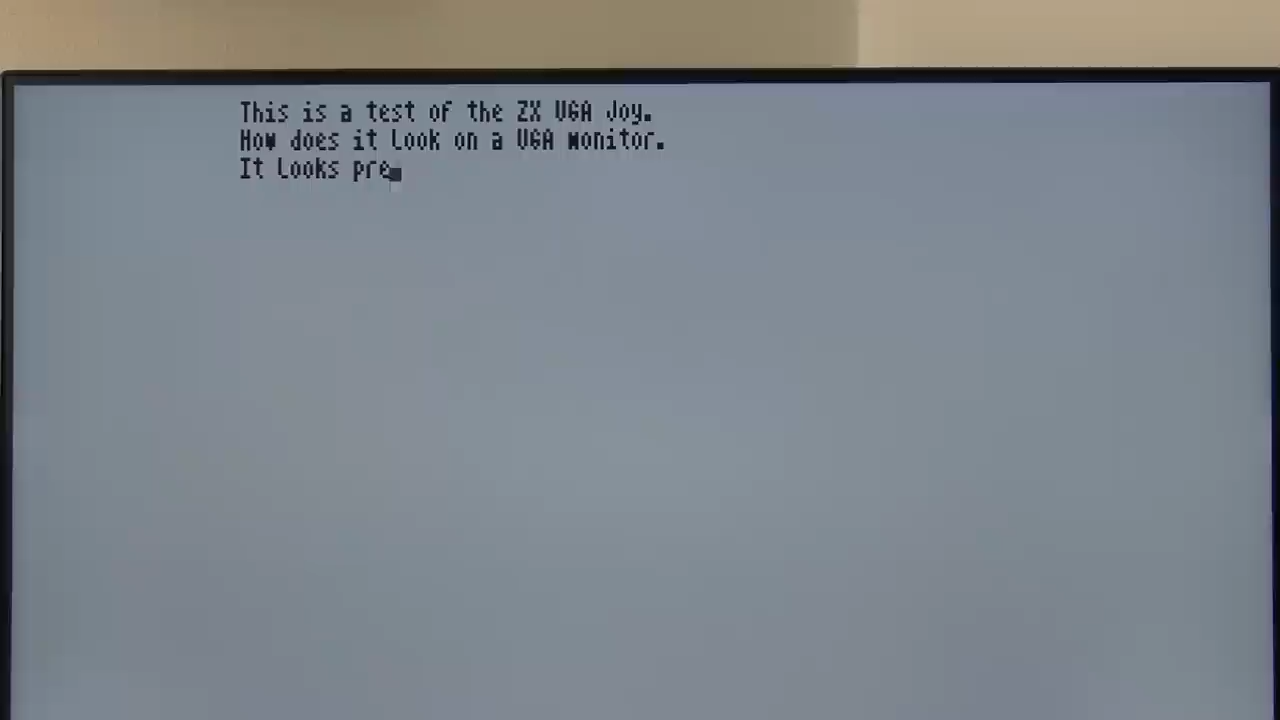 This is a test of the ZX VGA Joy.
How does it look on a VGA monitor.
It looks pre